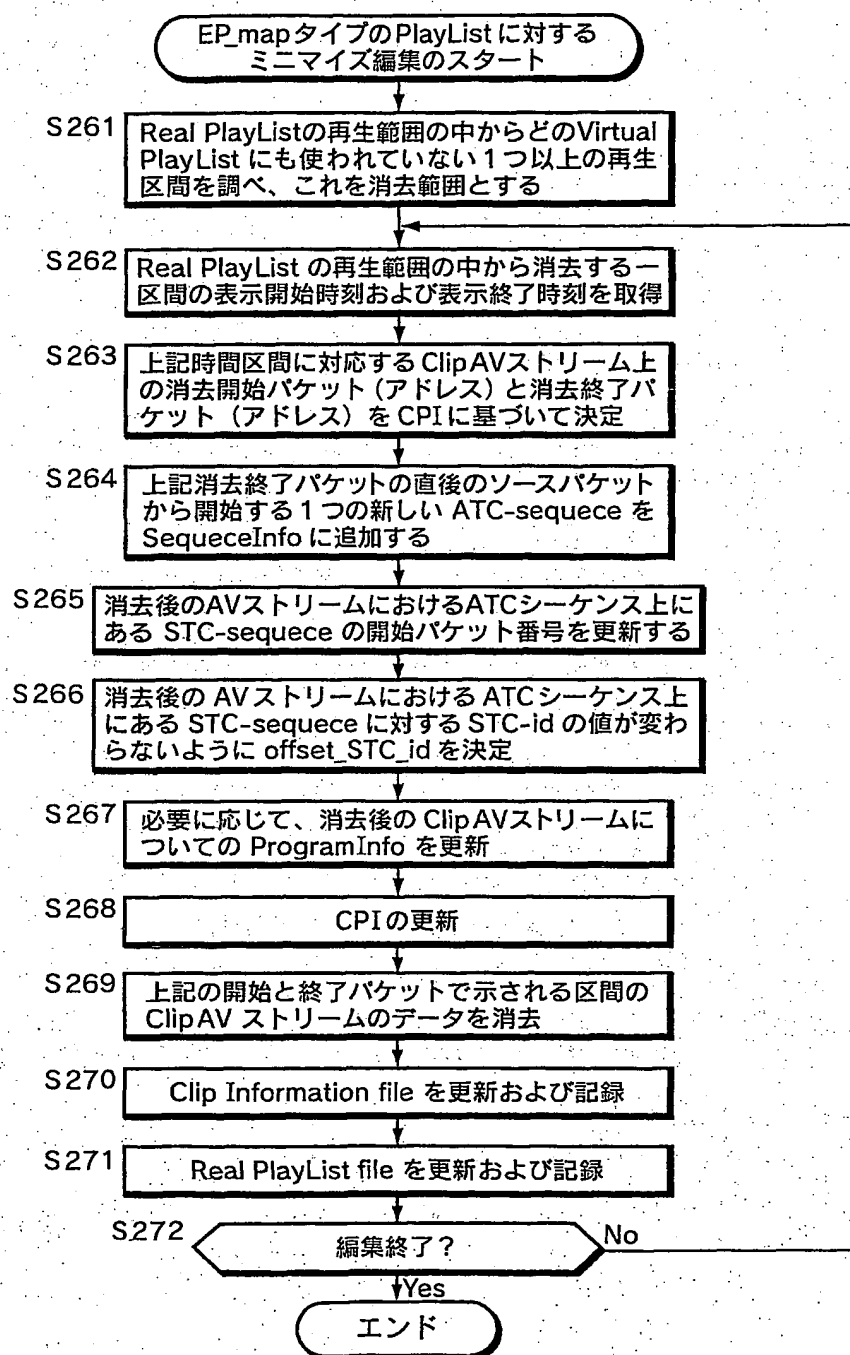 EP_mapタイプのPlayListに対する
ミニマイズ編集のスタート
S261
Real PlayListの再生範囲の中からどのVirtual
PlayList にも使われていない1つ以上の再生
区間を調べ、これを消去範囲とする
S262
Real PlayList の再生範囲の中から消去する一
区間の表示開始時刻および表示終了時刻を取得
S263
上記時間区間に対応するClipAVストリーム上
の消去開始パケット(アドレス)と消去終了パ
ケット(アドレス)をCPIに基づいて決定
S264
上記消去終了パケットの直後のソースパケット
から開始する1つの新しい ATC-sequece を
SequeceInfo に追加する
S265
消去後のAVストリームにおけるATCシーケンス上に
ある STC-sequece の開始パケット番号を更新する
S266
消去後の AVストリームにおける ATCシーケンス上
にある STC-sequece に対する STC-id の値が変わ
らないように offset_STC_id を決定
S267
必要に応じて、消去後の ClipAVストリームに
ついての ProgramInfo を更新
S268
CPIの更新
S269
上記の開始と終了パケットで示される区間の
ClipAV ストリームのデータを消去
S270
Clip Information file を更新および記録
S271
Real PlayList file を更新および記録
S272
編集終了?
No
Yes
エンド